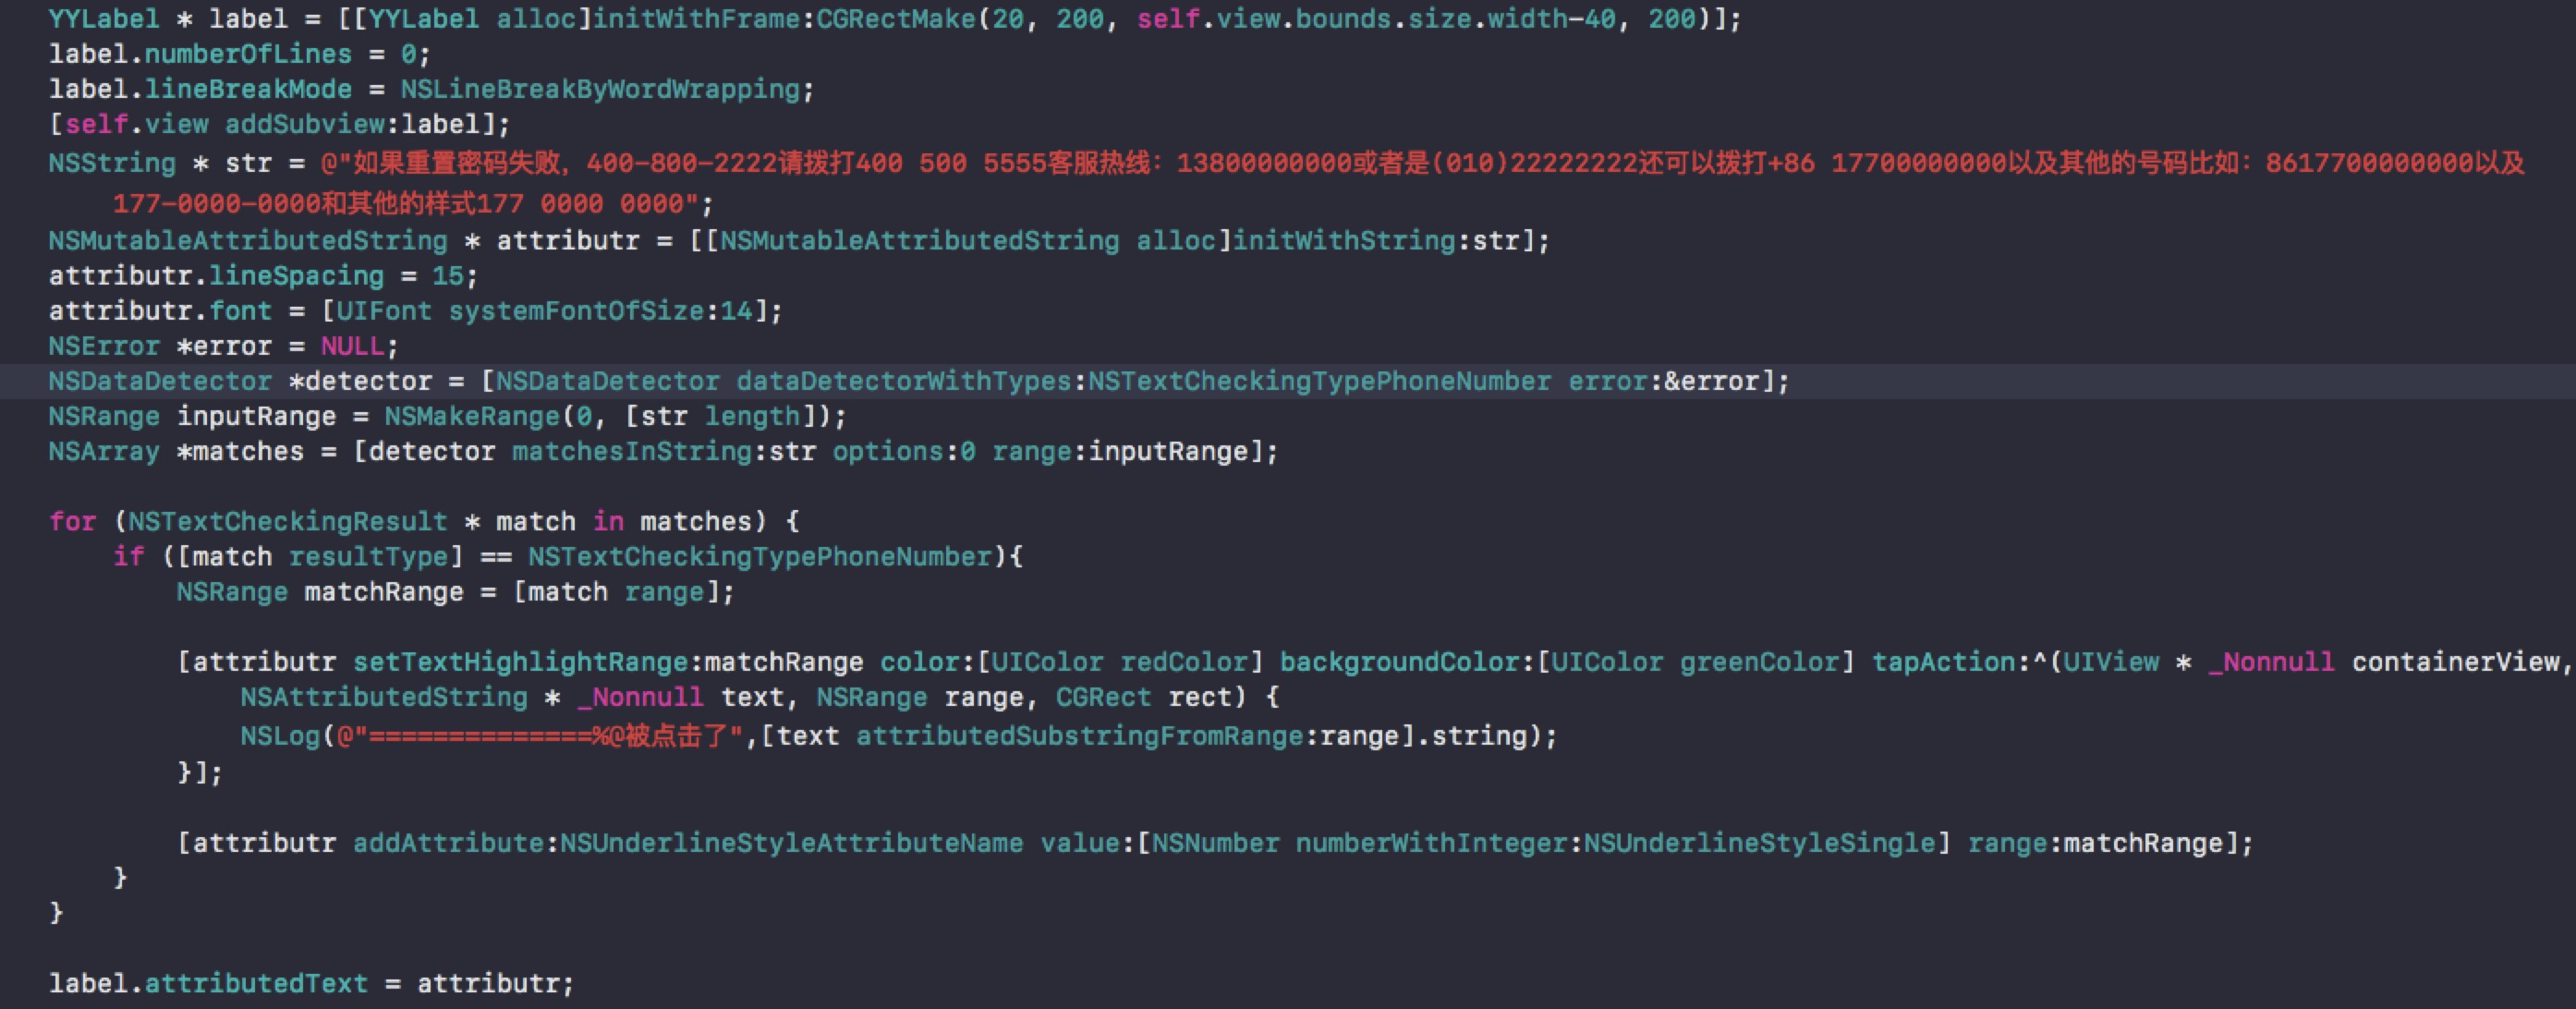 YYLabel * label = [[YYLabel alloc]initWithFrame:CGRectMake(20, 200, self.view.bounds.size.width-40, 200)];
label.numberOfLines = 0;
label.lineBreakMode = NSLineBreakByWordWrapping;
[self.view addSubview:label];
NSString * str = @"如果重置密码失败，400-800-2222请拨打400 500 5555客服热线：13800000000或者是(010)22222222还可以拨打+86 17700000000以及其他的号码比如：8617700000000以及
177-0000-0000和其他的样式177 0000 0000";
NSMutableAttributedString * attributr = [[NSMutableAttributedString alloc]initWithString:str];
attributr.lineSpacing = 15;
attributr.font = [UIFont systemFontOfSize:14];
NSError *error = NULL;
NSDataDetector *detector = [NSDataDetector dataDetectorWithTypes:NSTextCheckingTypePhoneNumber error:&error];
NSRange inputRange = NSMakeRange(0, [str length]);
NSArray *matches = [detector matchesInString:str options:0 range:inputRange];
for (NSTextCheckingResult * match in matches) {
if ([match resultType] == NSTextCheckingTypePhoneNumber){
NSRange matchRange = [match range];
[attributr setTextHighlightRange:matchRange color:[UIColor redColor] backgroundColor:[UIColor greenColor] tapAction:^(UIView * _Nonnull containerView,
NSAttributedString * _Nonnull text, NSRange range, CGRect rect) {
NSLog(@"==============%@被点击了",[text attributedSubstringFromRange:range].string);
}];
[attributr addAttribute:NSUnderlineStyleAttributeName value:[NSNumber numberWithInteger:NSUnderlineStyleSingle] range:matchRange];
}
}
label.attributedText = attributr;